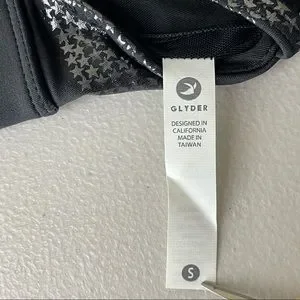 GLYDER
DESIGNED IN
CALIFORNIA
MADE IN
TAIWAN
S